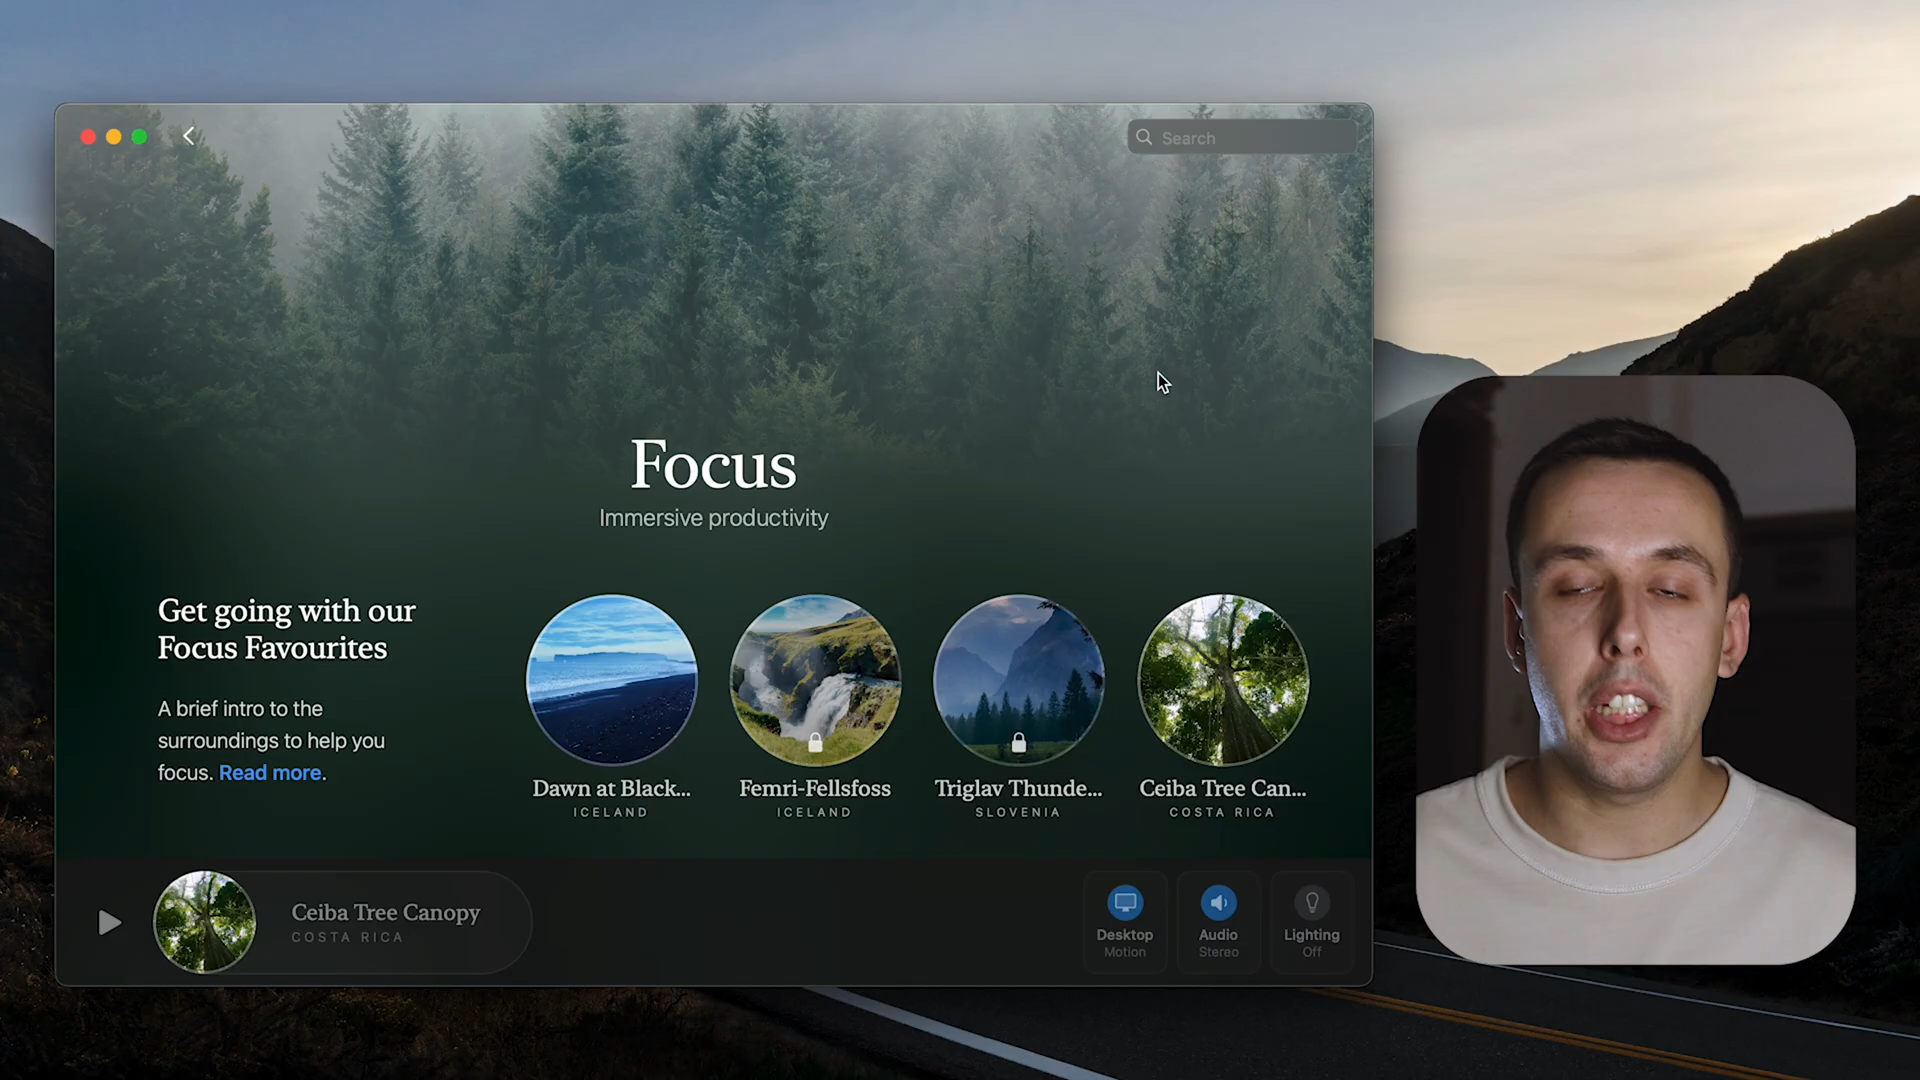 Search
Focus
Immersive productivity
Get going with our
Focus Favourites
A brief intro to the
surroundings to help you
focus. Read more.
Dawn at Black...
ICELAND
Femri-Fellsfoss
ICELAND
Triglav Thunde...
SLOVENIA
Ceiba Tree Can...
COSTA RICA
Ceiba Tree Canopy
COSTA RICA
Desktop
Motion
Audio
Stereo
Lighting
Off